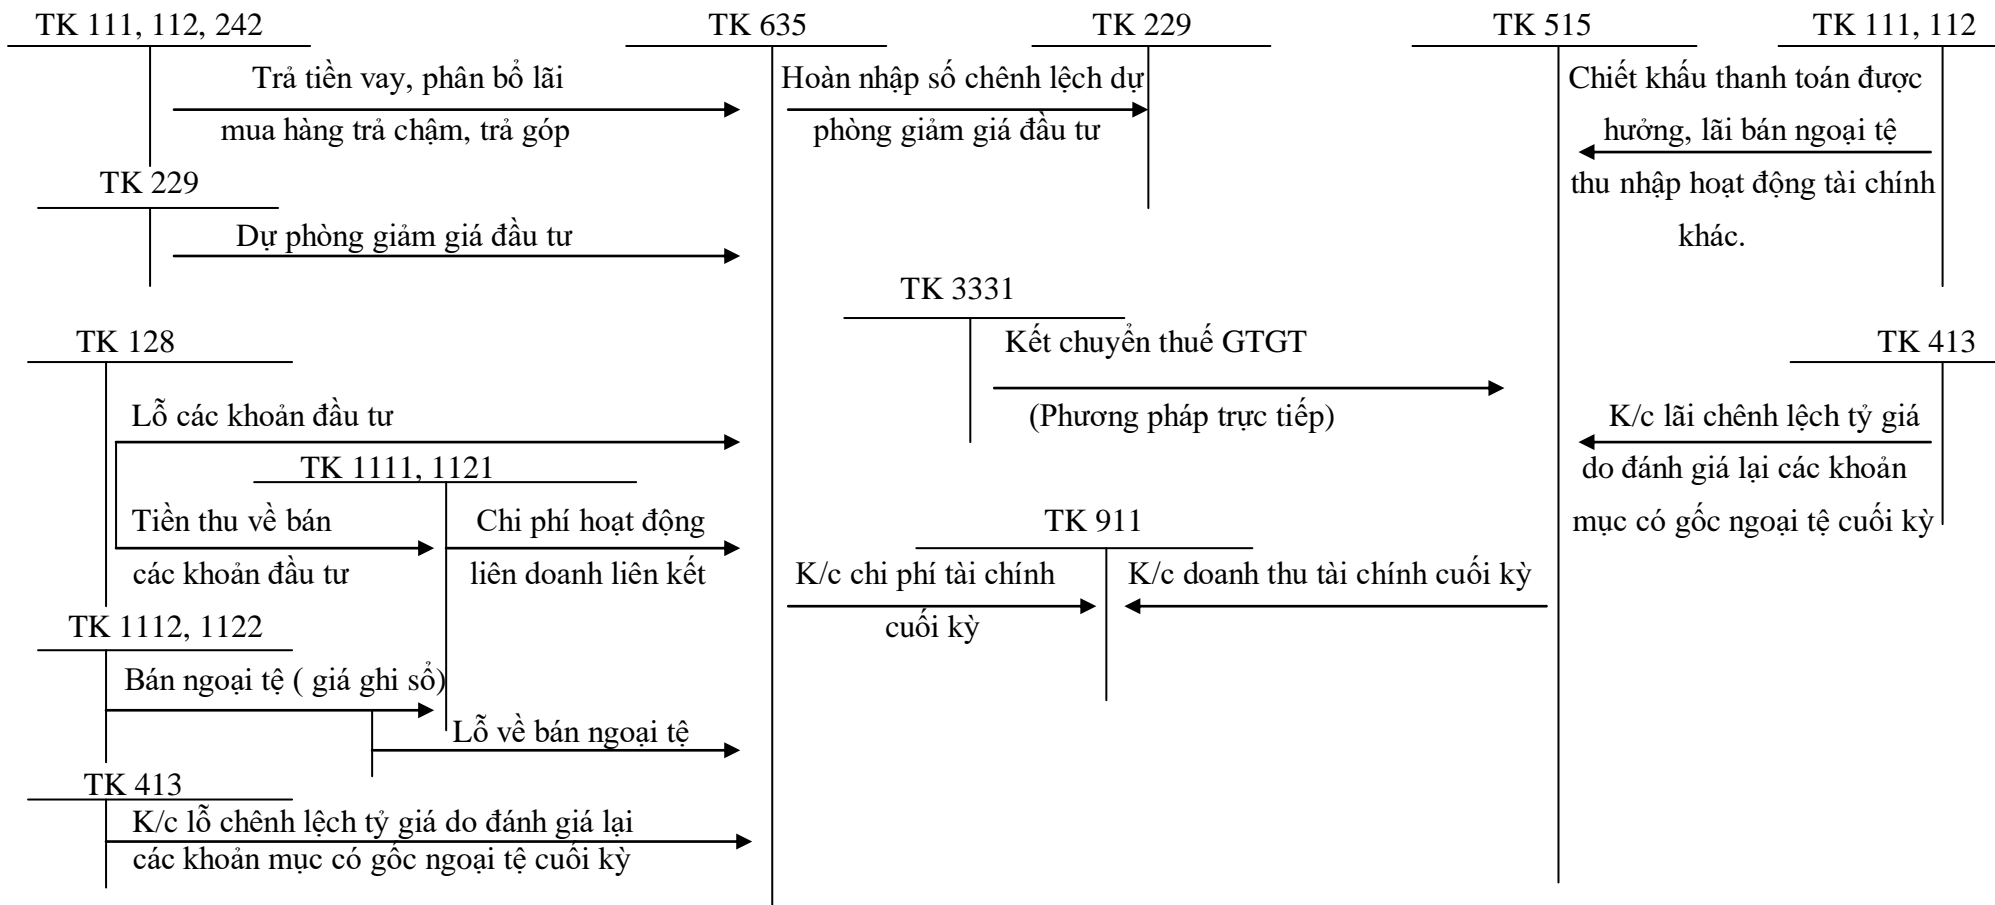 TK 111, 112, 242
TK 635
TK 229
TK 515
TK 111, 112
Trả tiền vay, phân bổ lãi
mua hàng trả chậm, trả góp
Hoàn nhập số chênh lệch dự
phòng giảm giá đầu tư
Chiết khấu thanh toán được
hưởng, lãi bán ngoại tệ
thu nhập hoạt động tài chính
khác.
TK 229
Dự phòng giảm giá đầu tư
TK 3331
Kết chuyển thuế GTGT
(Phương pháp trực tiếp)
TK 128
TK 413
Lỗ các khoản đầu tư
K/c lãi chênh lệch tỷ giá
do đánh giá lại các khoản
mục có gốc ngoại tệ cuối kỳ
TK 1111, 1121
Tiền thu về bán
các khoản đầu tư
Chi phí hoạt động
liên doanh liên kết
TK 911
K/c chi phí tài chính
cuối kỳ
K/c doanh thu tài chính cuối kỳ
TK 1112, 1122
Bán ngoại tệ ( giá ghi sổ)
Lỗ về bán ngoại tệ
TK 413
K/c lỗ chênh lệch tỷ giá do đánh giá lại
các khoản mục có gốc ngoại tệ cuối kỳ